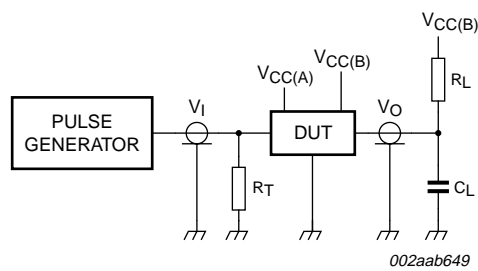 VCC(B)
VCC(A)
VCC(B)
RL
PULSE
GENERATOR
VI
DUT
VO
RT
CL
002aab649